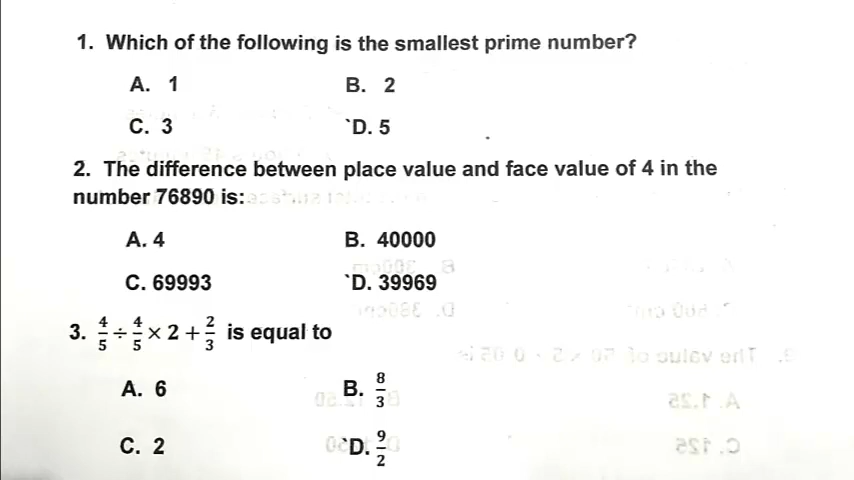 1. Which of the following is the smallest prime number?
A. 1 B. 2
C. 3 `D. 5
2. The difference between place value and face value of 4 in the
number 76890 is:
A. 4 B. 40000
C. 69993 `D. 39969
3. 4/5 ÷ 4/5 × 2 + 2/3 is equal to
A. 6 B. 8/3
C. 2 `D. 9/2